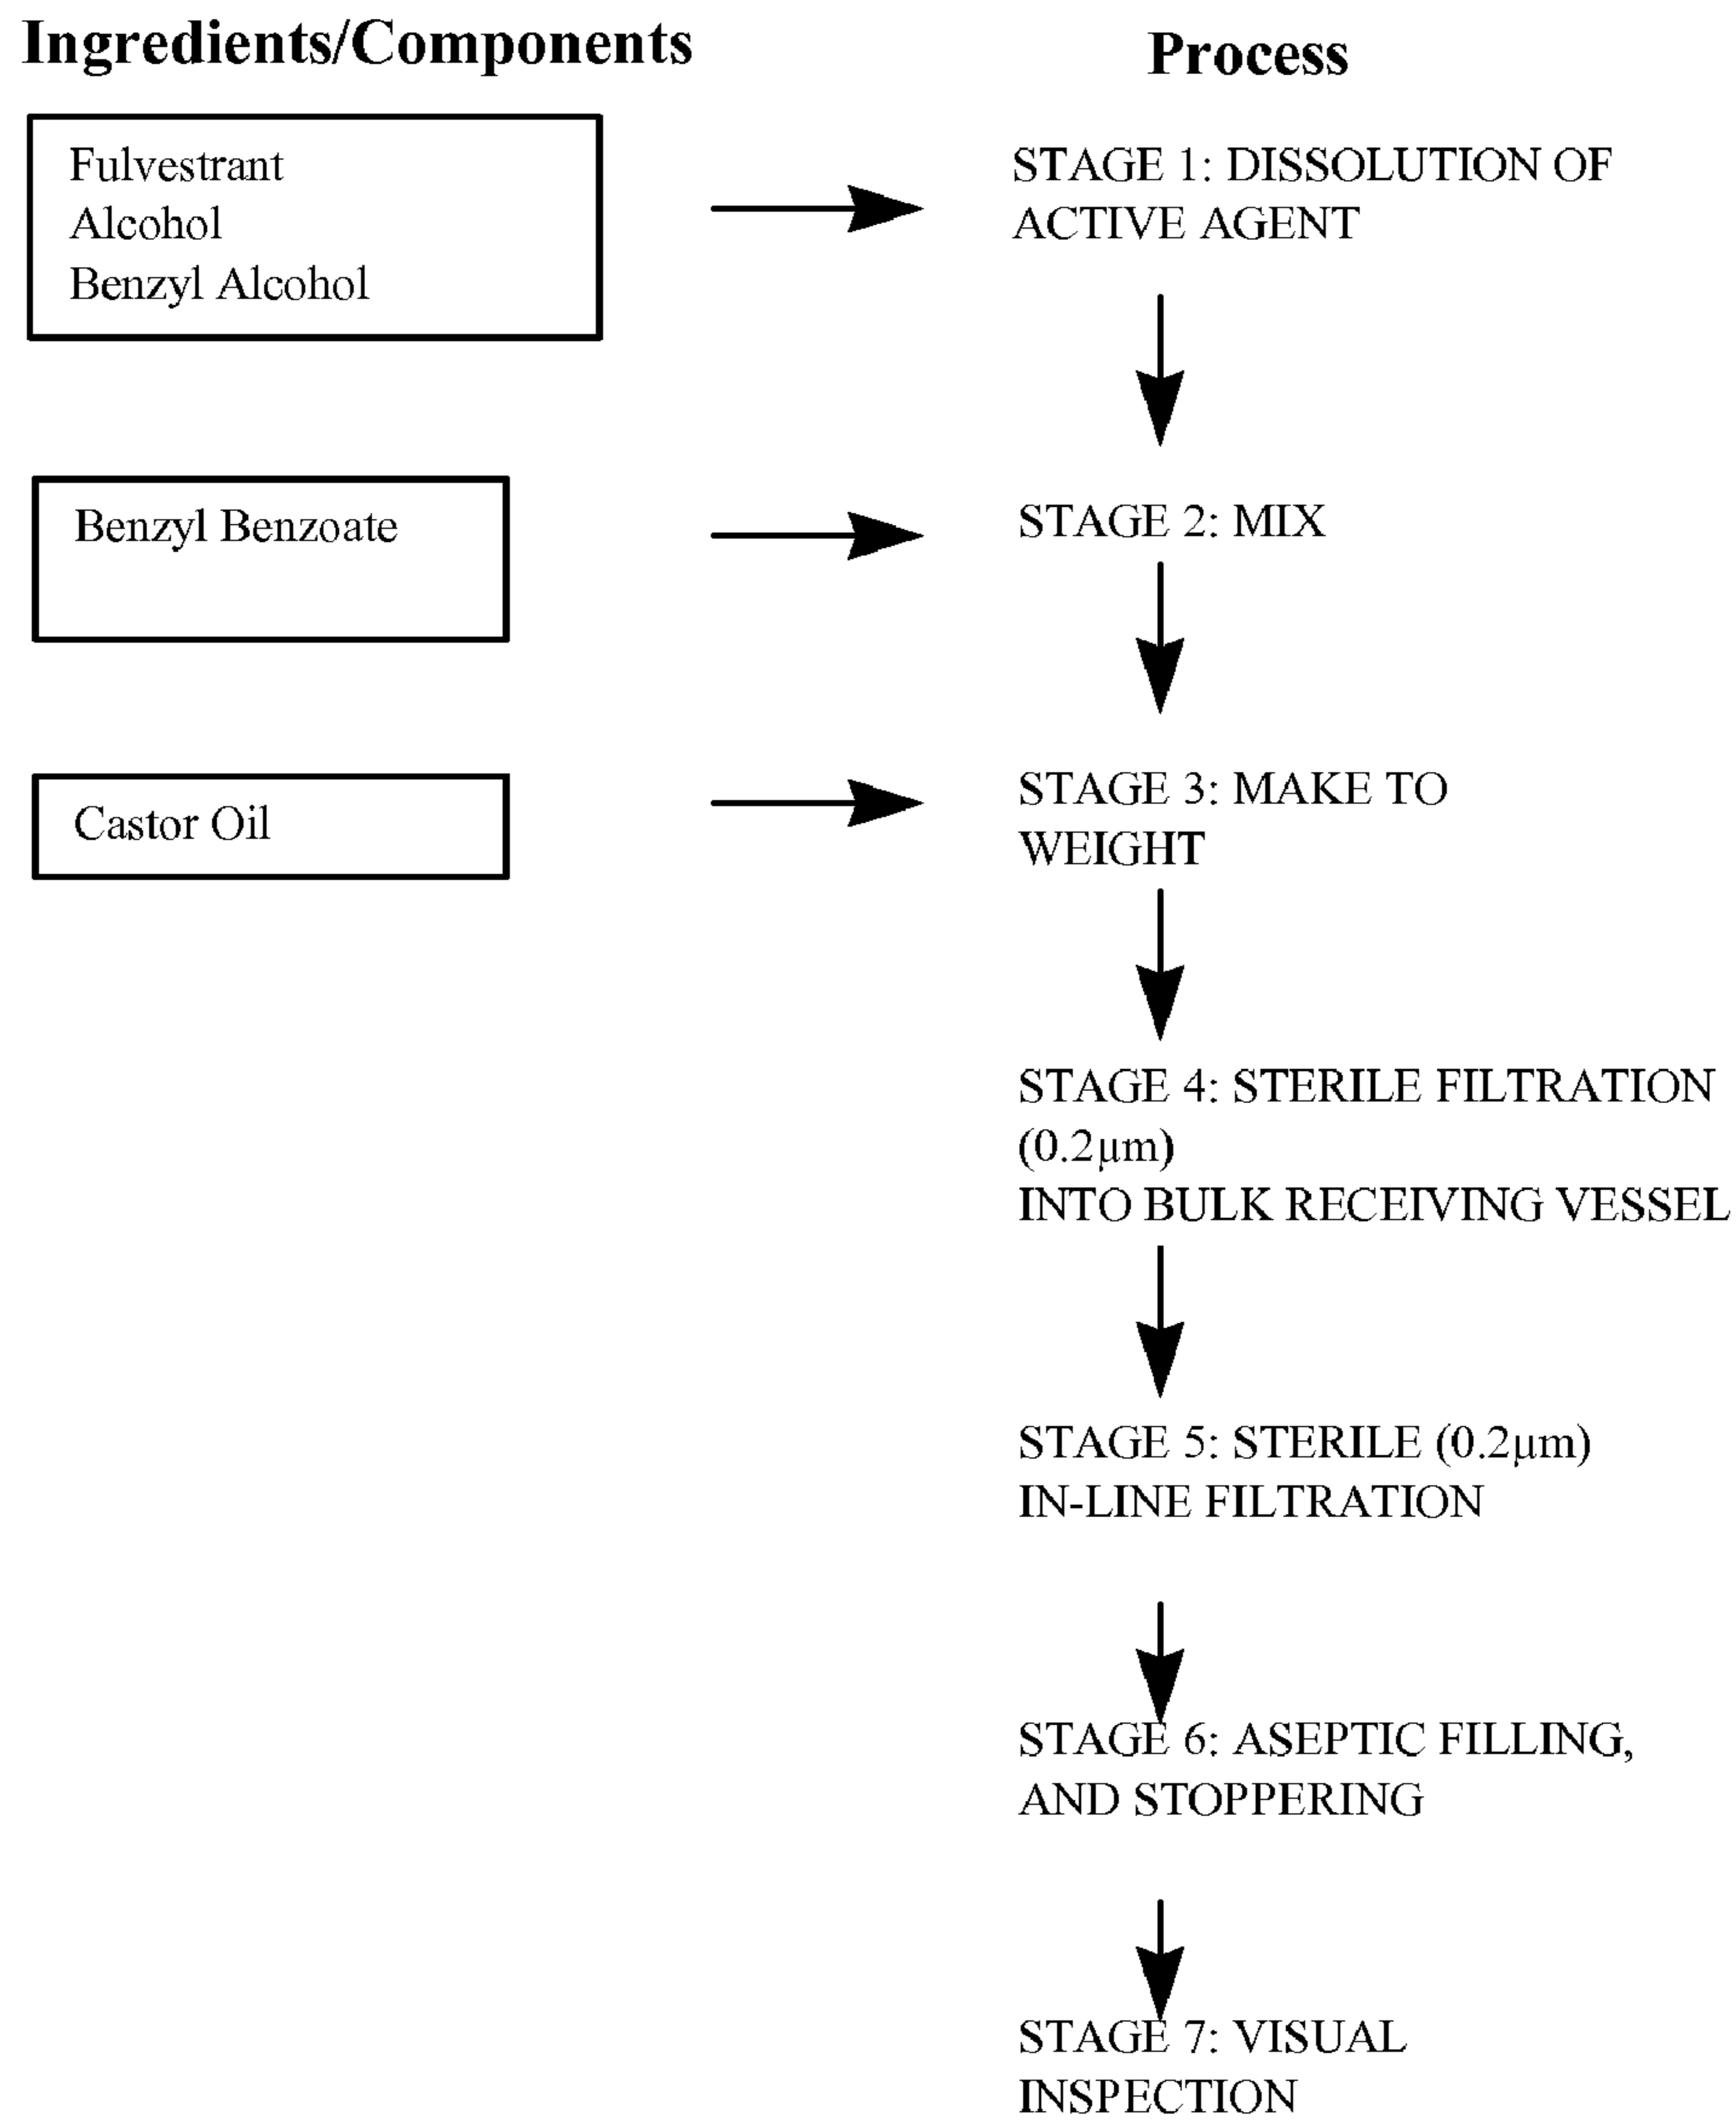 Ingredients/Components
Process
Fulvestrant
Alcohol
Benzyl Alcohol
STAGE 1: DISSOLUTION OF
ACTIVE AGENT
Benzyl Benzoate
STAGE 2: MIX
Castor Oil
STAGE 3: MAKE TO
WEIGHT
STAGE 4: STERILE FILTRATION
(0.2µm)
INTO BULK RECEIVING VESSEL
STAGE 5: STERILE (0.2µm)
IN-LINE FILTRATION
STAGE 6: ASEPTIC FILLING,
AND STOPPERING
STAGE 7: VISUAL
INSPECTION